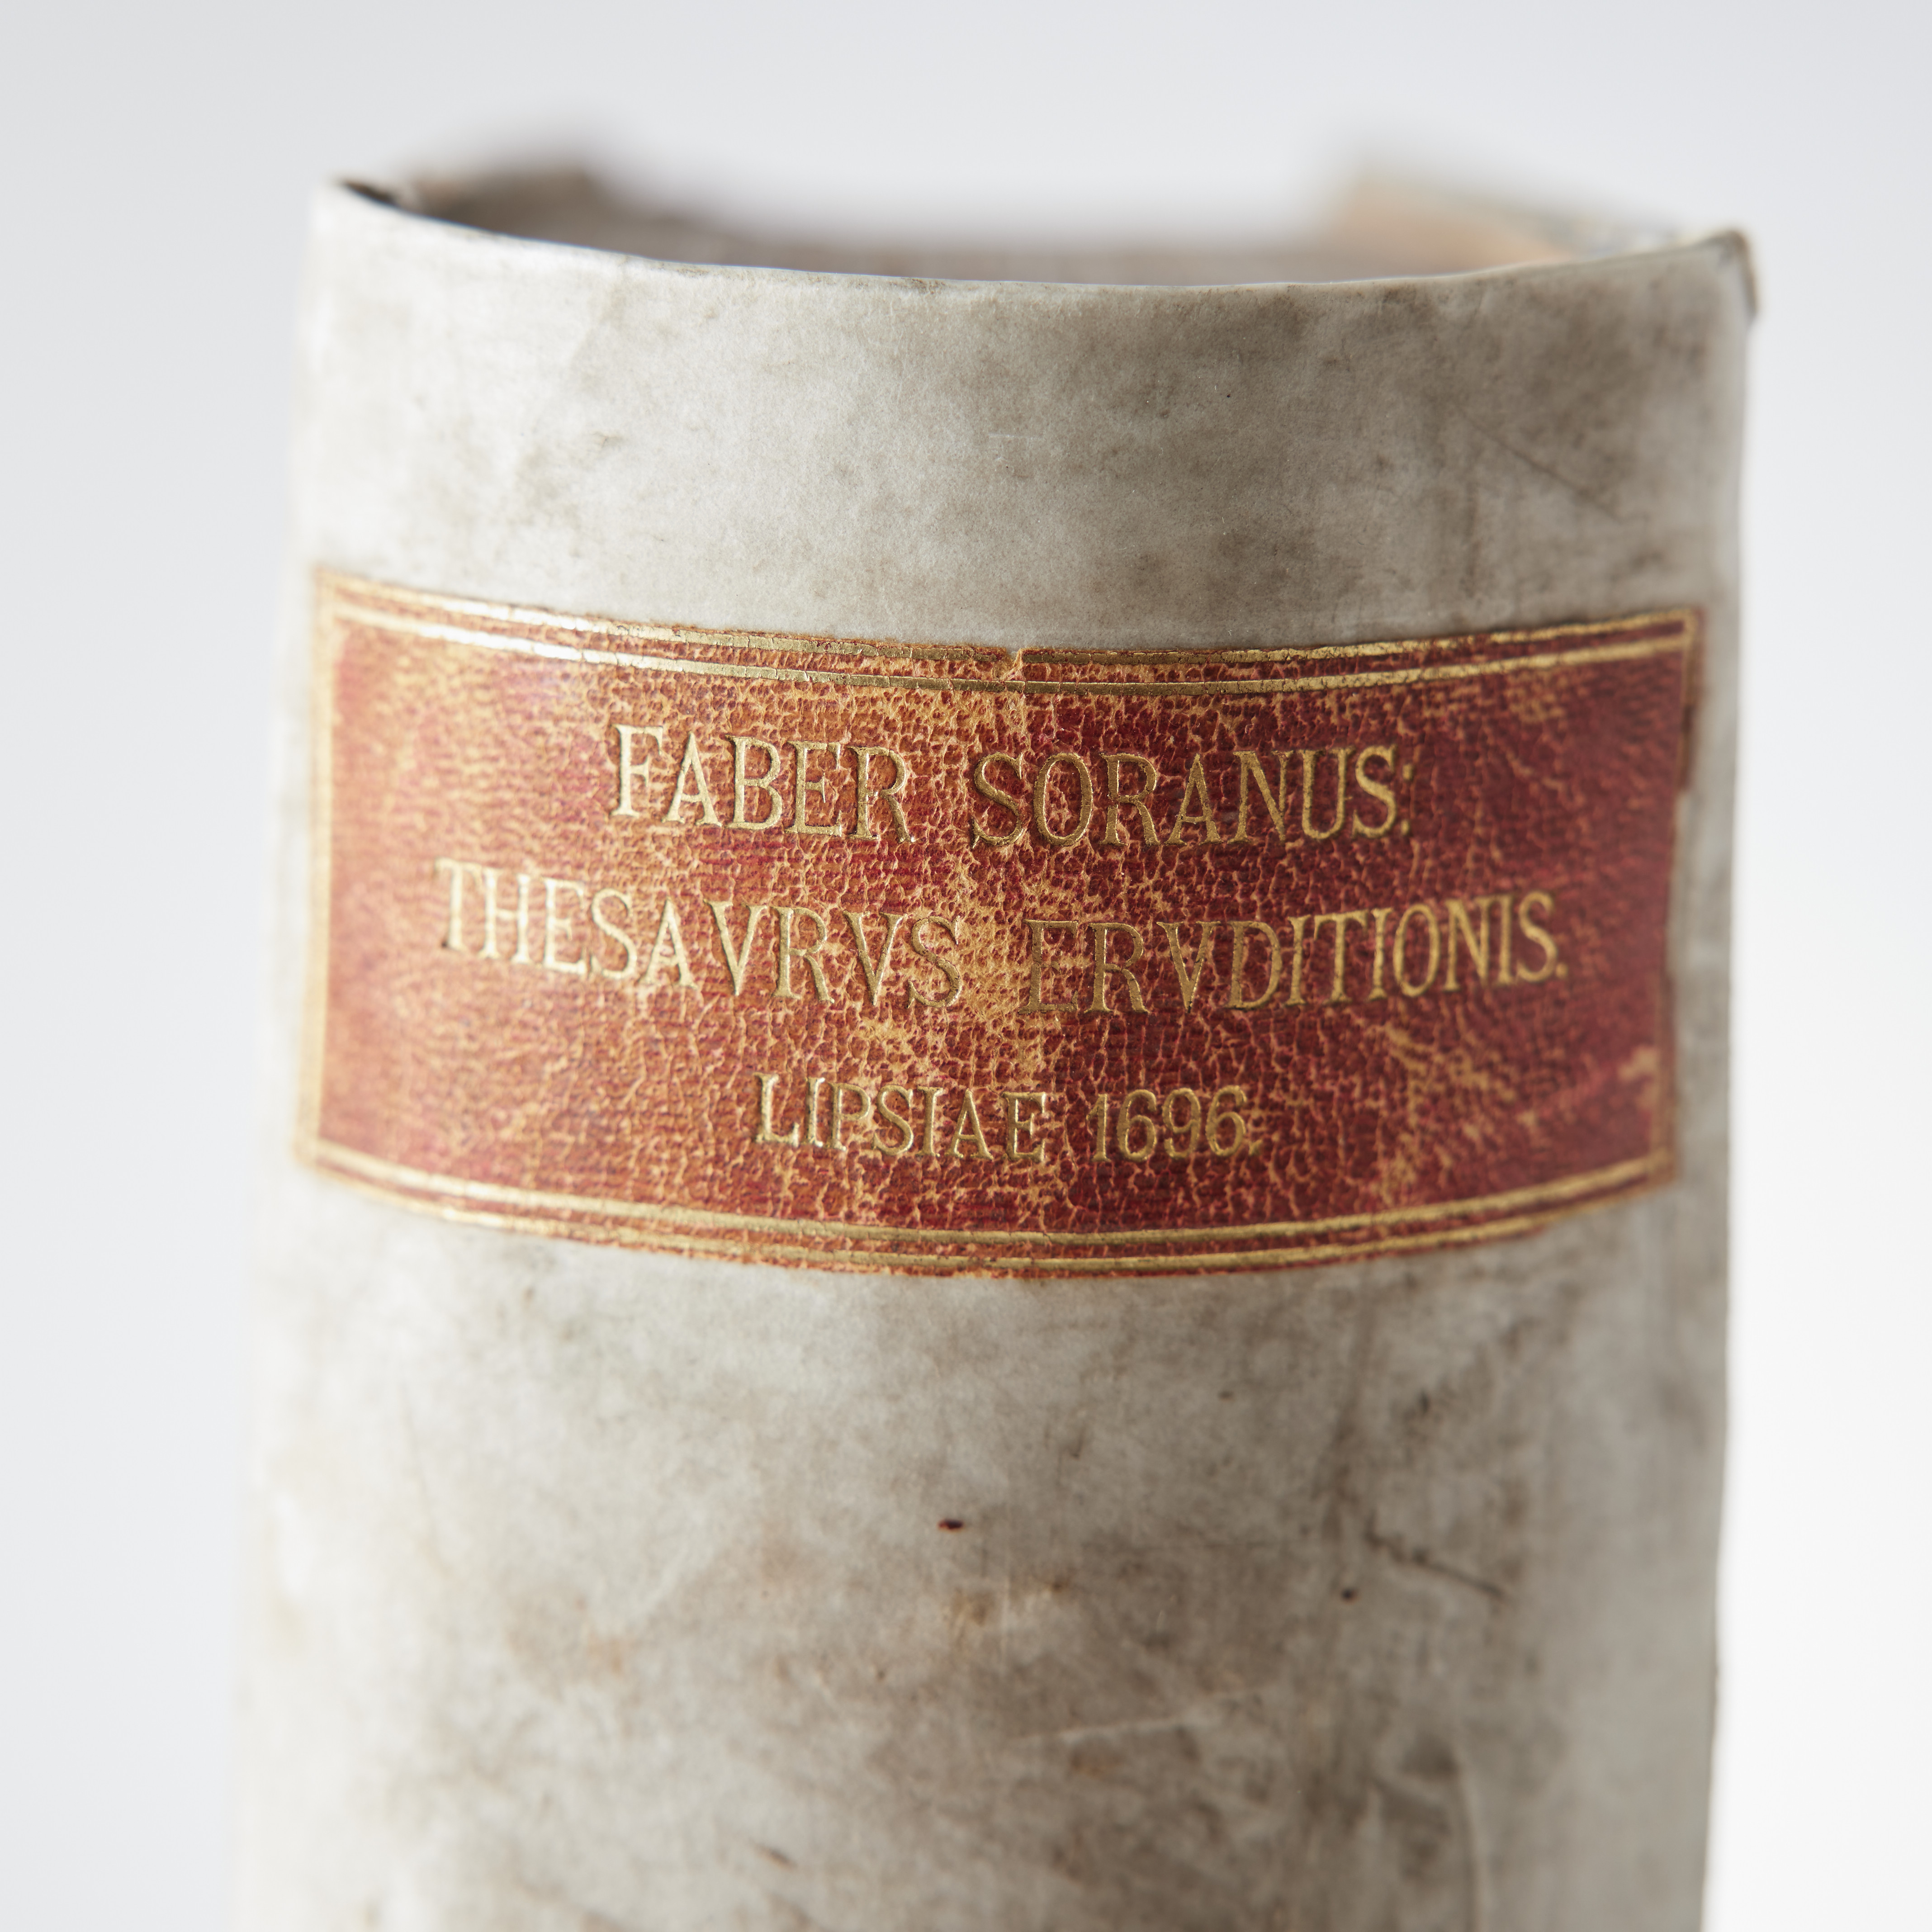 FABER SORANUS:
THESAVRVS ERVDITIONIS.
LIPSIAE 1696.